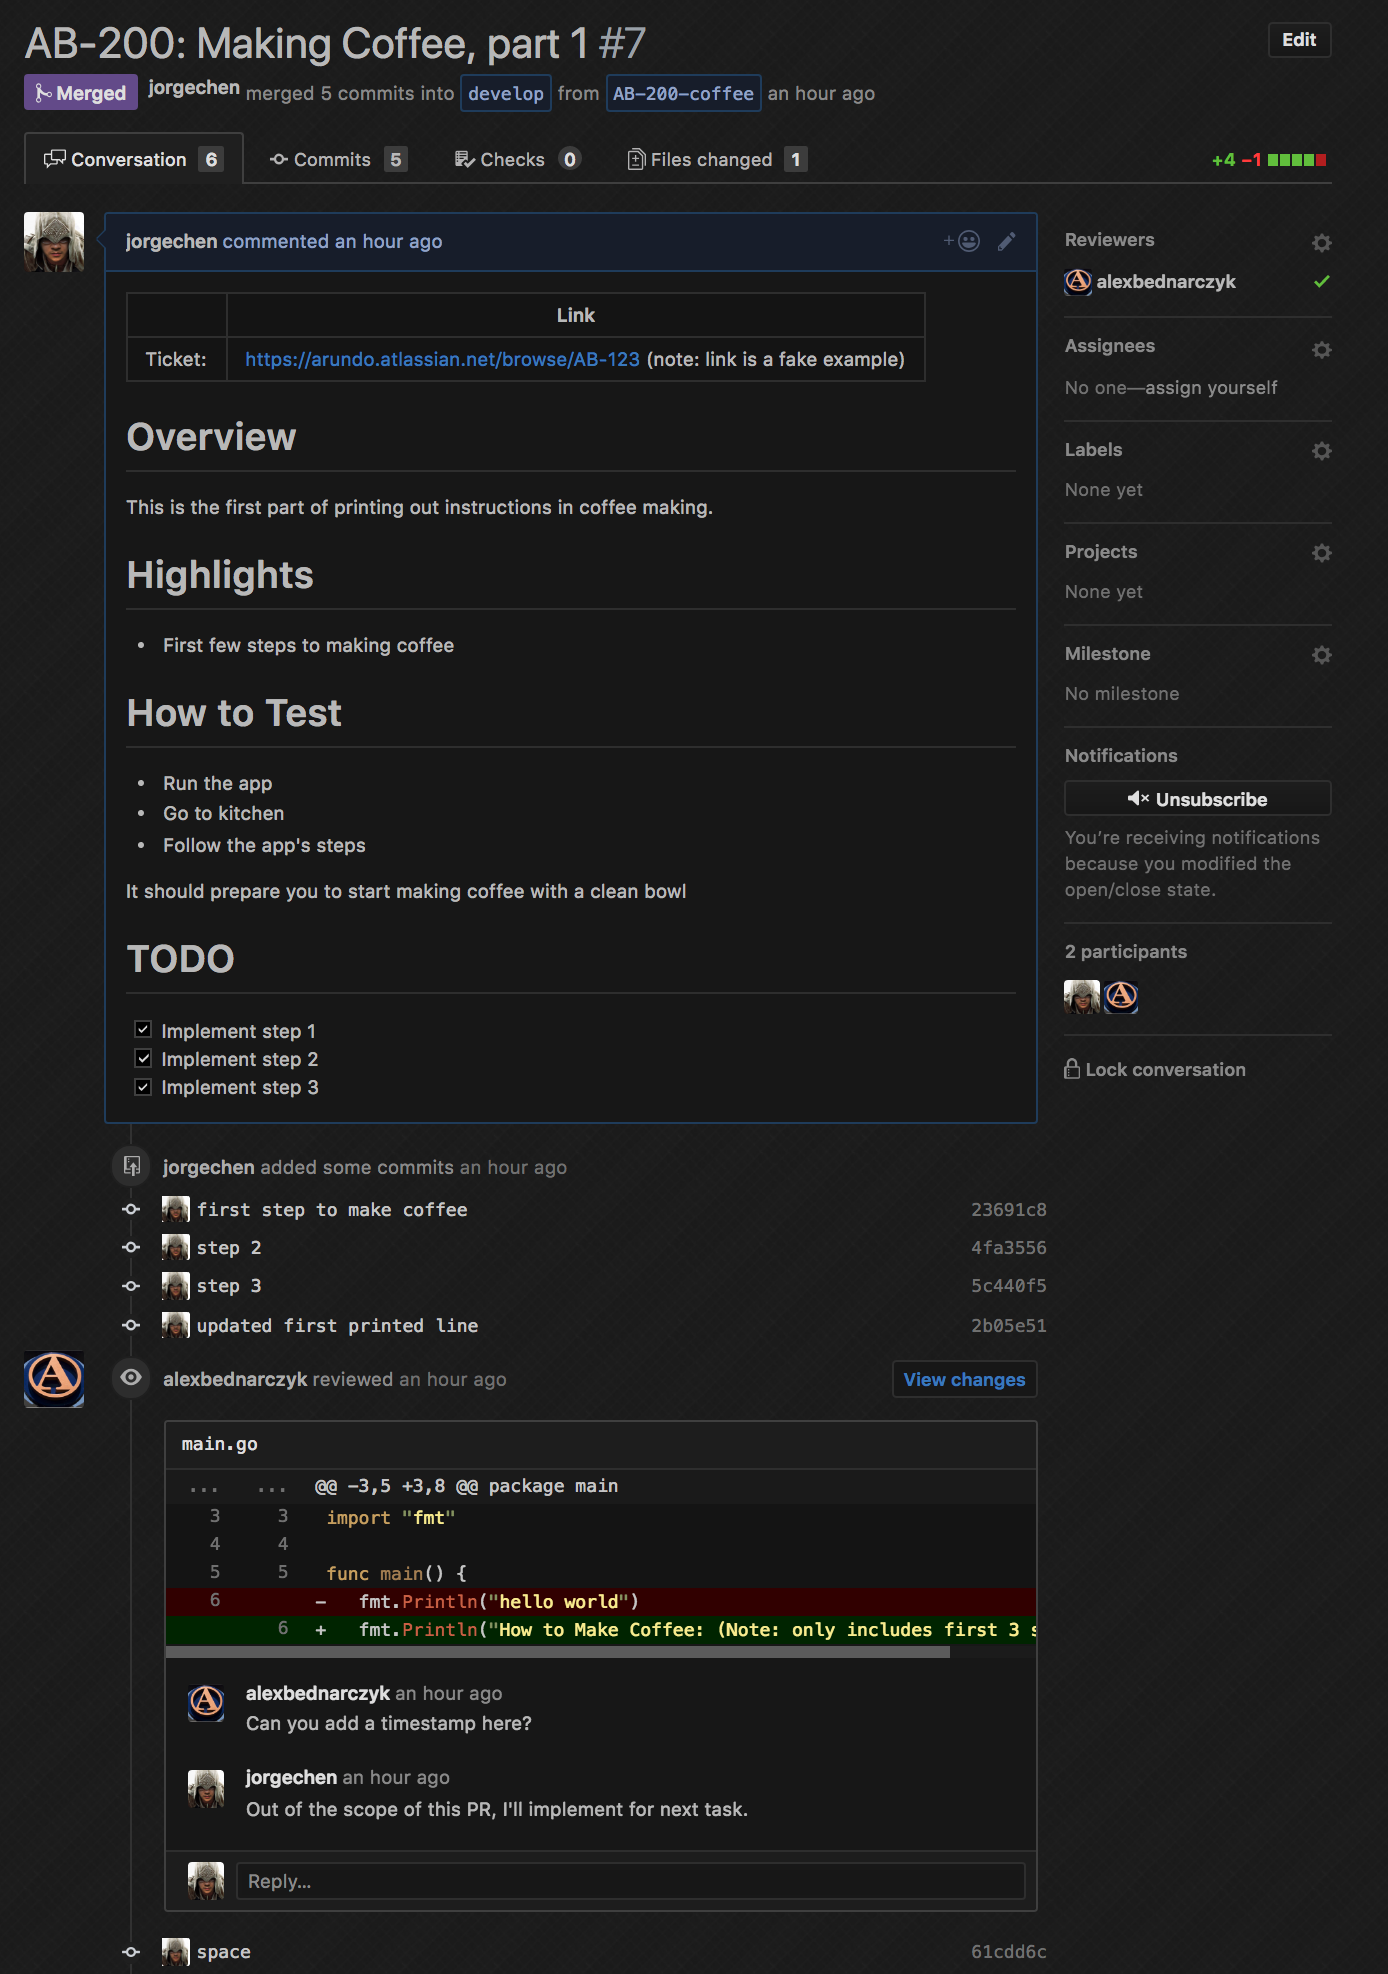 AB-200: Making Coffee, part 1 #7
Edit
Merged jorgechen merged 5 commits into develop from AB-200-coffee an hour ago
Conversation 6 Commits 5 Checks 0 Files changed 1 +4 −1
jorgechen commented an hour ago
Link
Ticket: https://arundo.atlassian.net/browse/AB-123 (note: link is a fake example)
Overview
This is the first part of printing out instructions in coffee making.
Highlights
• First few steps to making coffee
How to Test
• Run the app
• Go to kitchen
• Follow the app's steps
It should prepare you to start making coffee with a clean bowl
TODO
Implement step 1
Implement step 2
Implement step 3
Reviewers
alexbednarczyk
Assignees
No one—assign yourself
Labels
None yet
Projects
None yet
Milestone
No milestone
Notifications
Unsubscribe
You’re receiving notifications
because you modified the
open/close state.
2 participants
Lock conversation
jorgechen added some commits an hour ago
first step to make coffee 23691c8
step 2 4fa3556
step 3 5c440f5
updated first printed line 2b05e51
alexbednarczyk reviewed an hour ago View changes
main.go
... ... @@ -3,5 +3,8 @@ package main
3 3 import "fmt"
4 4
5 5 func main() {
6 - fmt.Println("hello world")
6 + fmt.Println("How to Make Coffee: (Note: only includes first 3 s
alexbednarczyk an hour ago
Can you add a timestamp here?
jorgechen an hour ago
Out of the scope of this PR, I'll implement for next task.
Reply...
space 61cdd6c